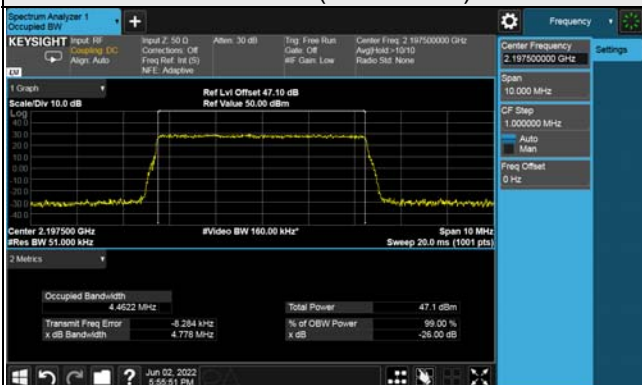 Spectrum Analyzer 1
Occupied BW
Frequency
KEYSIGHT
Input: RF
Coupling: DC
Align: Auto
Input Z: 50 Ω
Corrections: Off
Freq Ref: Int (S)
NFE: Adaptive
Atten: 30 dB
Trig: Free Run
Gate: Off
#IF Gain: Low
Center Freq: 2.197500000 GHz
Avg|Hold:>10/10
Radio Std: None
Center Frequency
2.197500000 GHz
Settings
Span
10.000 MHz
CF Step
1.000000 MHz
Auto
Man
Freq Offset
0 Hz
1 Graph
Scale/Div 10.0 dB
Ref Lvl Offset 47.10 dB
Ref Value 50.00 dBm
Log
40.0
30.0
20.0
10.0
0.00
-10.0
-20.0
-30.0
-40.0
Center 2.197500 GHz
#Video BW 160.00 kHz*
Span 10 MHz
#Res BW 51.000 kHz
Sweep 20.0 ms (1001 pts)
2 Metrics
Occupied Bandwidth
4.4622 MHz
Total Power
47.1 dBm
Transmit Freq Error
-8.284 kHz
% of OBW Power
99.00 %
x dB Bandwidth
4.778 MHz
x dB
-26.00 dB
?
Jun 02, 2022
5:55:51 PM